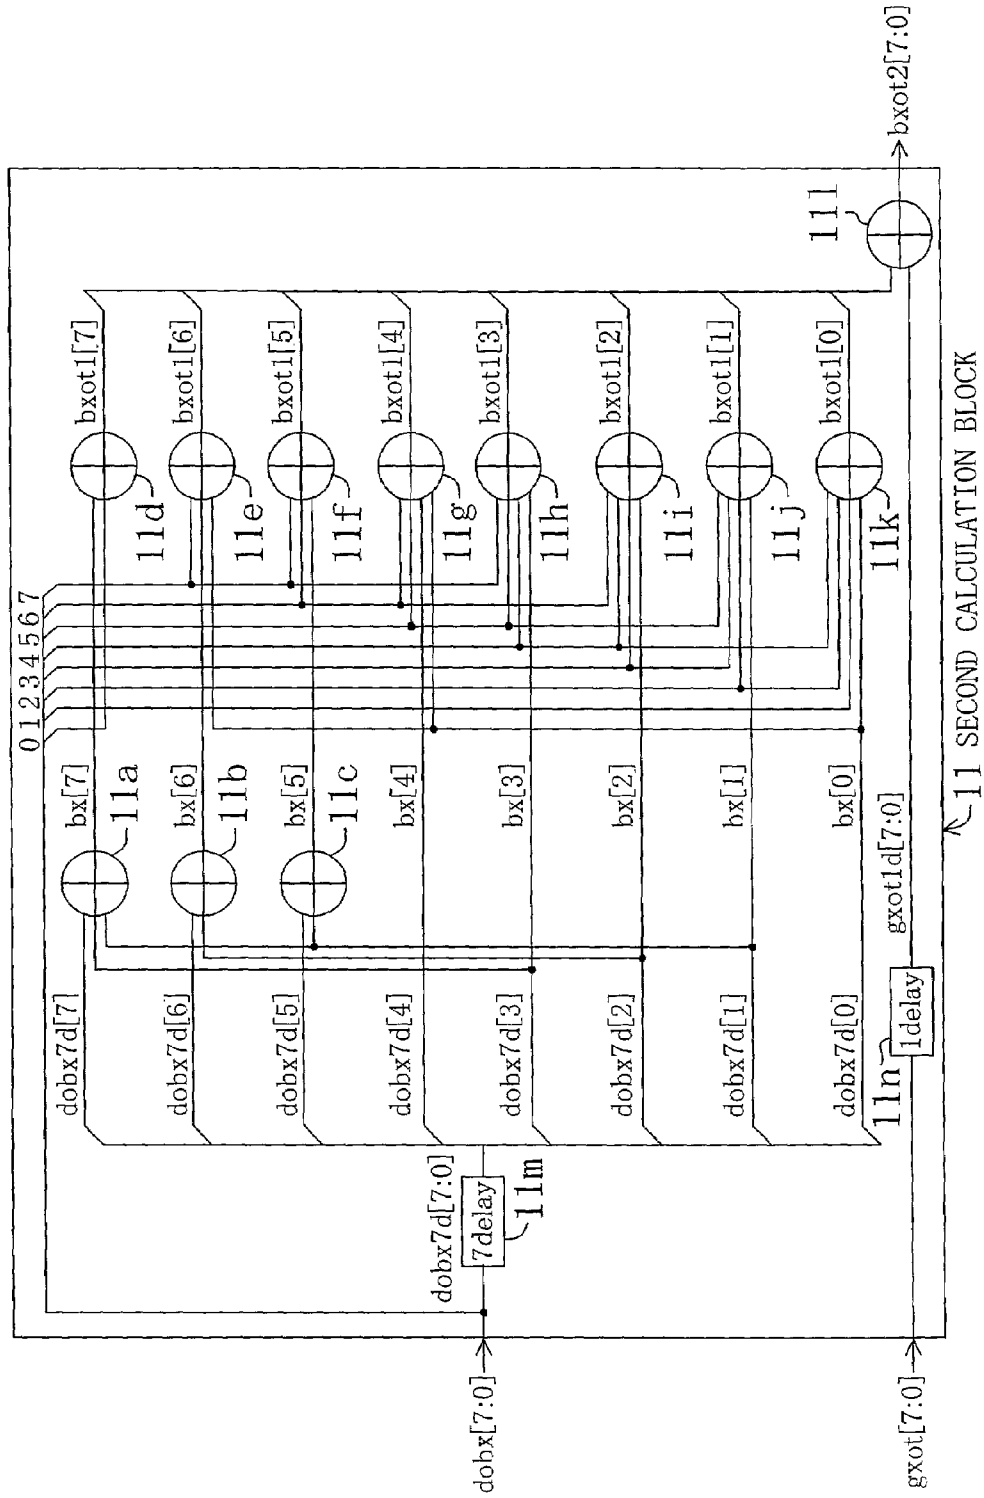 dobx[7:0]
gxot[7:0]
dobx7d[7:0]
7delay
11m
dobx7d[7]
dobx7d[6]
dobx7d[5]
dobx7d[4]
dobx7d[3]
dobx7d[2]
dobx7d[1]
dobx7d[0]
11n
1delay
gxot1d[7:0]
11a
11b
11c
bx[7]
bx[6]
bx[5]
bx[4]
bx[3]
bx[2]
bx[1]
bx[0]
0 1 2 3 4 5 6 7
11d
11e
11f
11g
11h
11i
11j
11k
bxot1[7]
bxot1[6]
bxot1[5]
bxot1[4]
bxot1[3]
bxot1[2]
bxot1[1]
bxot1[0]
11l
bxot2[7:0]
11 SECOND CALCULATION BLOCK